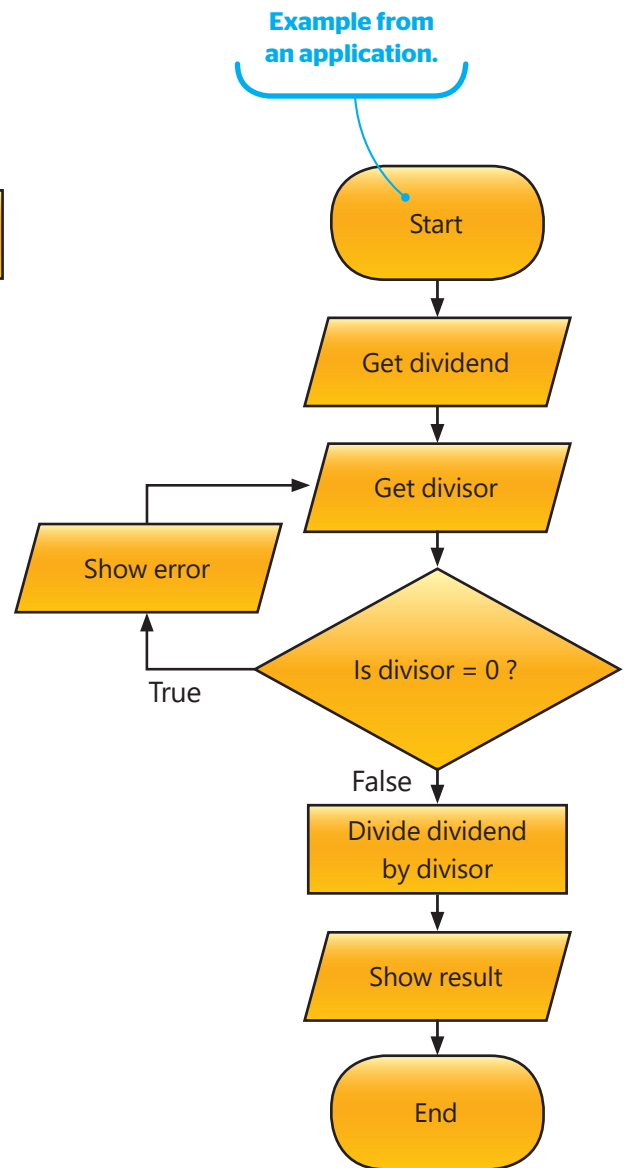 Example from
an application.
Start
Get dividend
Get divisor
Show error
Is divisor = 0 ?
True
False
Divide dividend
by divisor
Show result
End